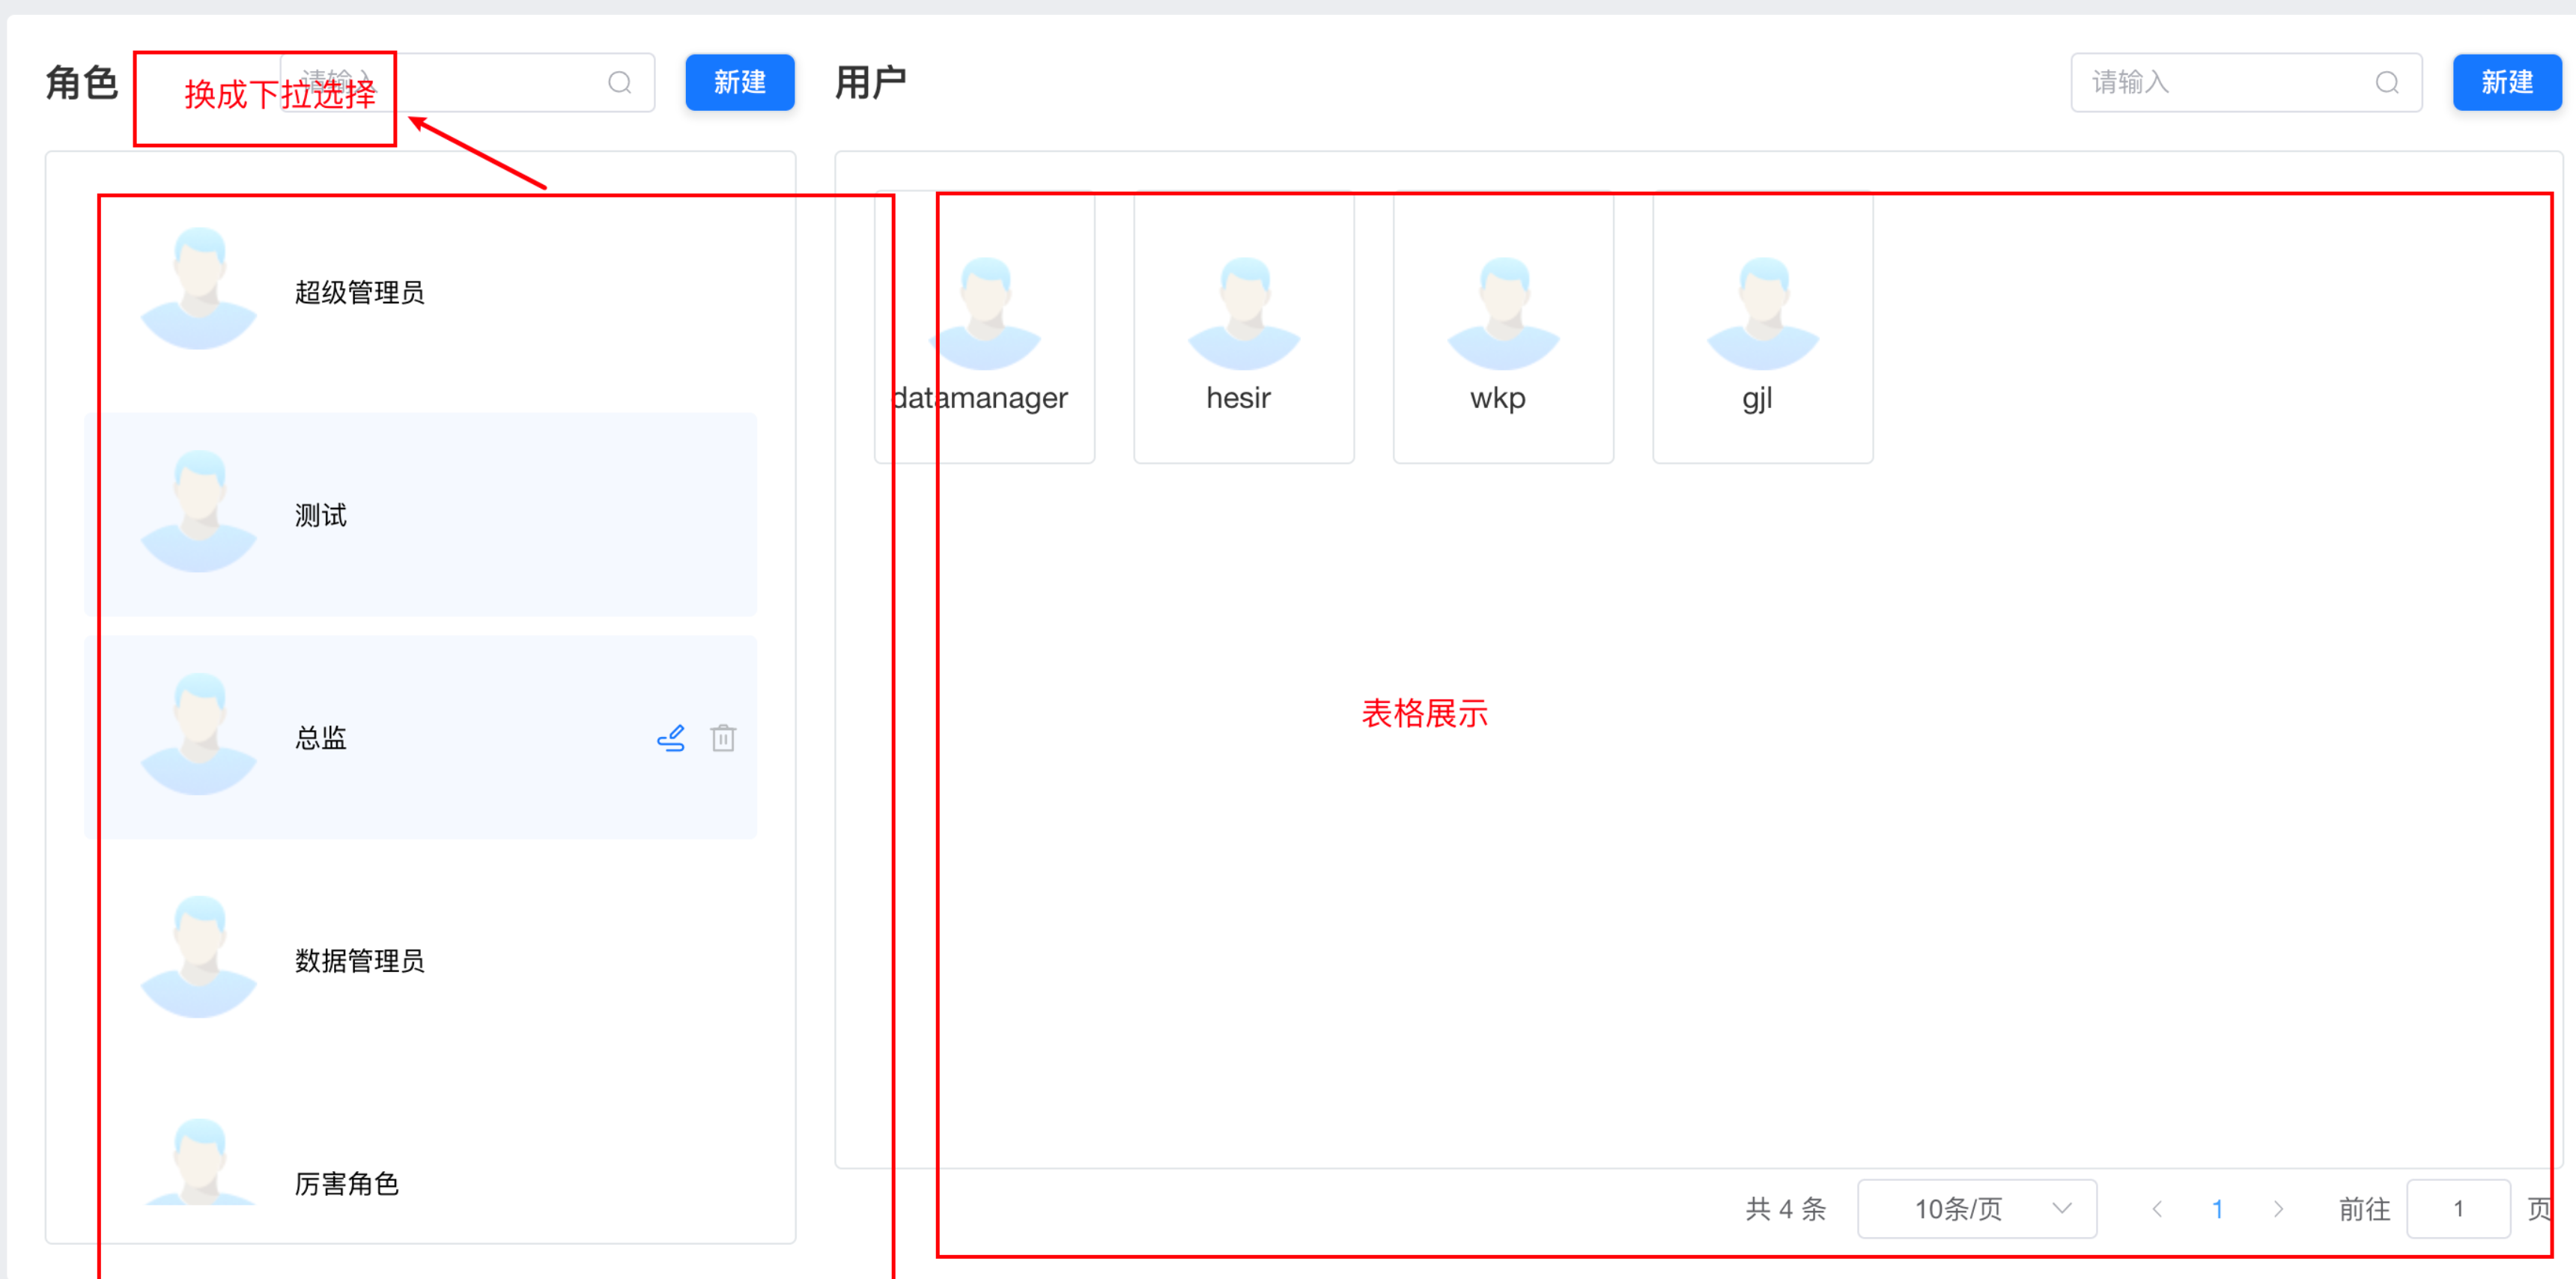 角色
请输入
换成下拉选择
新建
用户
请输入
新建
超级管理员
测试
总监
数据管理员
厉害角色
datamanager
hesir
wkp
gjl
表格展示
共 4 条
10条/页
1
前往
1
页